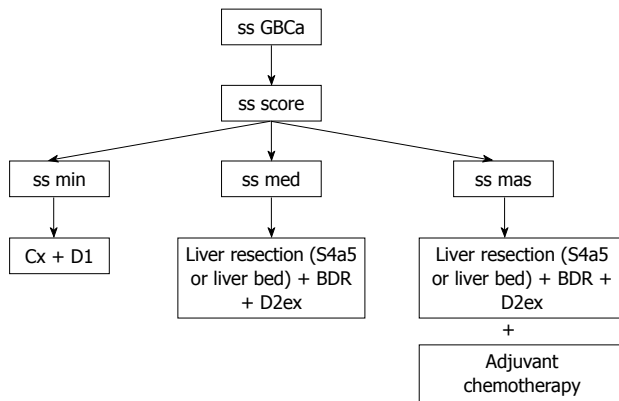 ss GBCa
ss score
ss min
ss med
ss mas
Cx + D1
Liver resection (S4a5
or liver bed) + BDR
+ D2ex
Liver resection (S4a5
or liver bed) + BDR +
D2ex
+
Adjuvant
chemotherapy